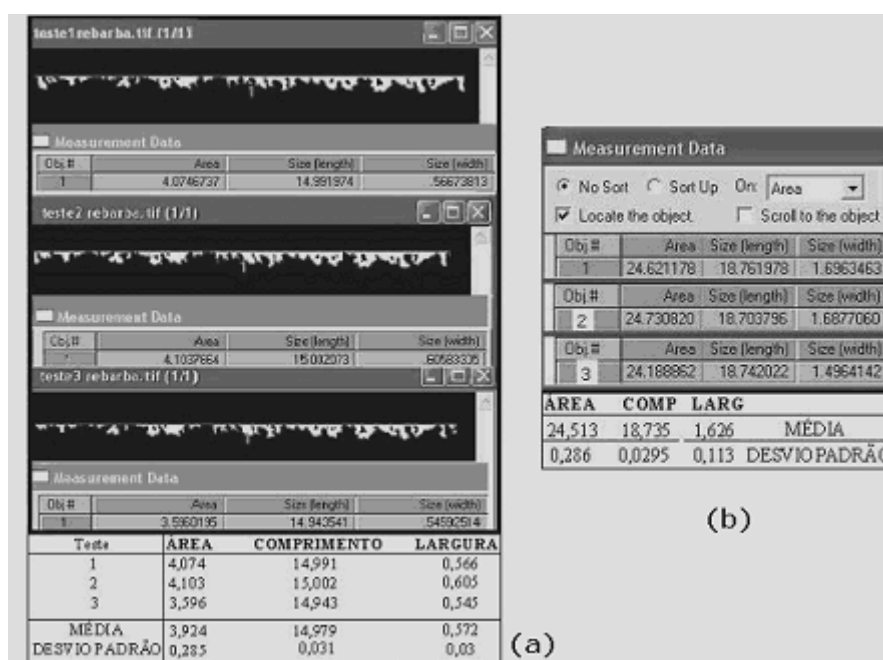 teste1rebarba.tif (1/1)
Measurement Data
Obj.# Area Size (length) Size (width)
1 4.0746737 14.991974 .56673813
teste2 rebarba.tif (1/1)
Measurement Data
Obj.# Area Size (length) Size (width)
1 4.1037664 15.002073 .60583335
teste3 rebarba.tif (1/1)
Measurement Data
Obj.# Area Size (length) Size (width)
1 3.5960195 14.943541 .54592514
Teste ÁREA COMPRIMENTO LARGURA
1 4,074 14,991 0,566
2 4,103 15,002 0,605
3 3,596 14,943 0,545
MÉDIA 3,924 14,979 0,572
DESVIO PADRÃO 0,285 0,031 0,03
(a)
Measurement Data
No Sort Sort Up On: Area
Locate the object Scroll to the object
Obj.# Area Size (length) Size (width)
1 24.621178 18.761978 1.6963463
Obj.# Area Size (length) Size (width)
2 24.730820 18.703796 1.6877060
Obj.# Area Size (length) Size (width)
3 24.188862 18.742022 1.4964142
ÁREA COMP LARG
24,513 18,735 1,626 MÉDIA
0,286 0,0295 0,113 DESVIO PADRÃO
(b)